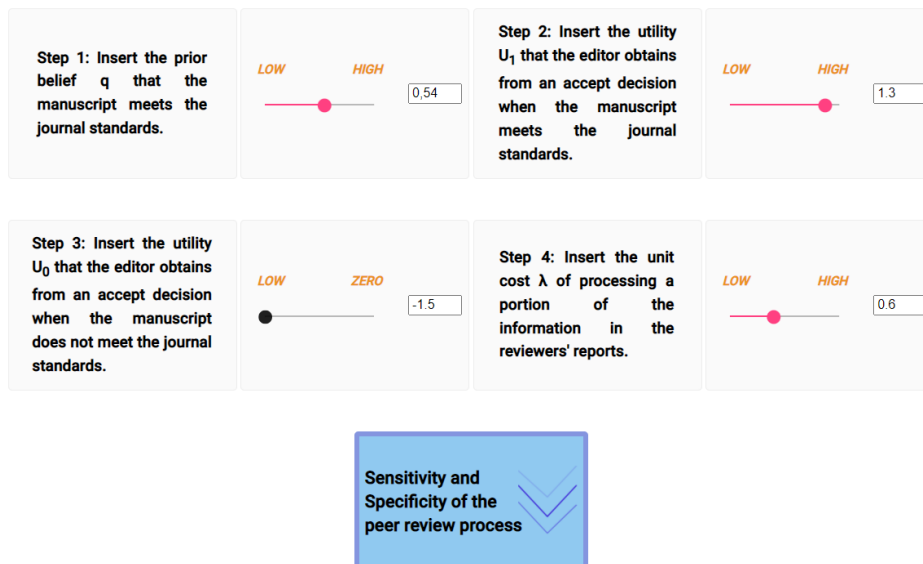 Step 1: Insert the prior
belief q that the
manuscript meets the
journal standards.
LOW HIGH
0,54
Step 2: Insert the utility
U1 that the editor obtains
from an accept decision
when the manuscript
meets the journal
standards.
LOW HIGH
1.3
Step 3: Insert the utility
U0 that the editor obtains
from an accept decision
when the manuscript
does not meet the journal
standards.
LOW ZERO
-1.5
Step 4: Insert the unit
cost λ of processing a
portion of the
information in the
reviewers' reports.
LOW HIGH
0.6
Sensitivity and
Specificity of the
peer review process